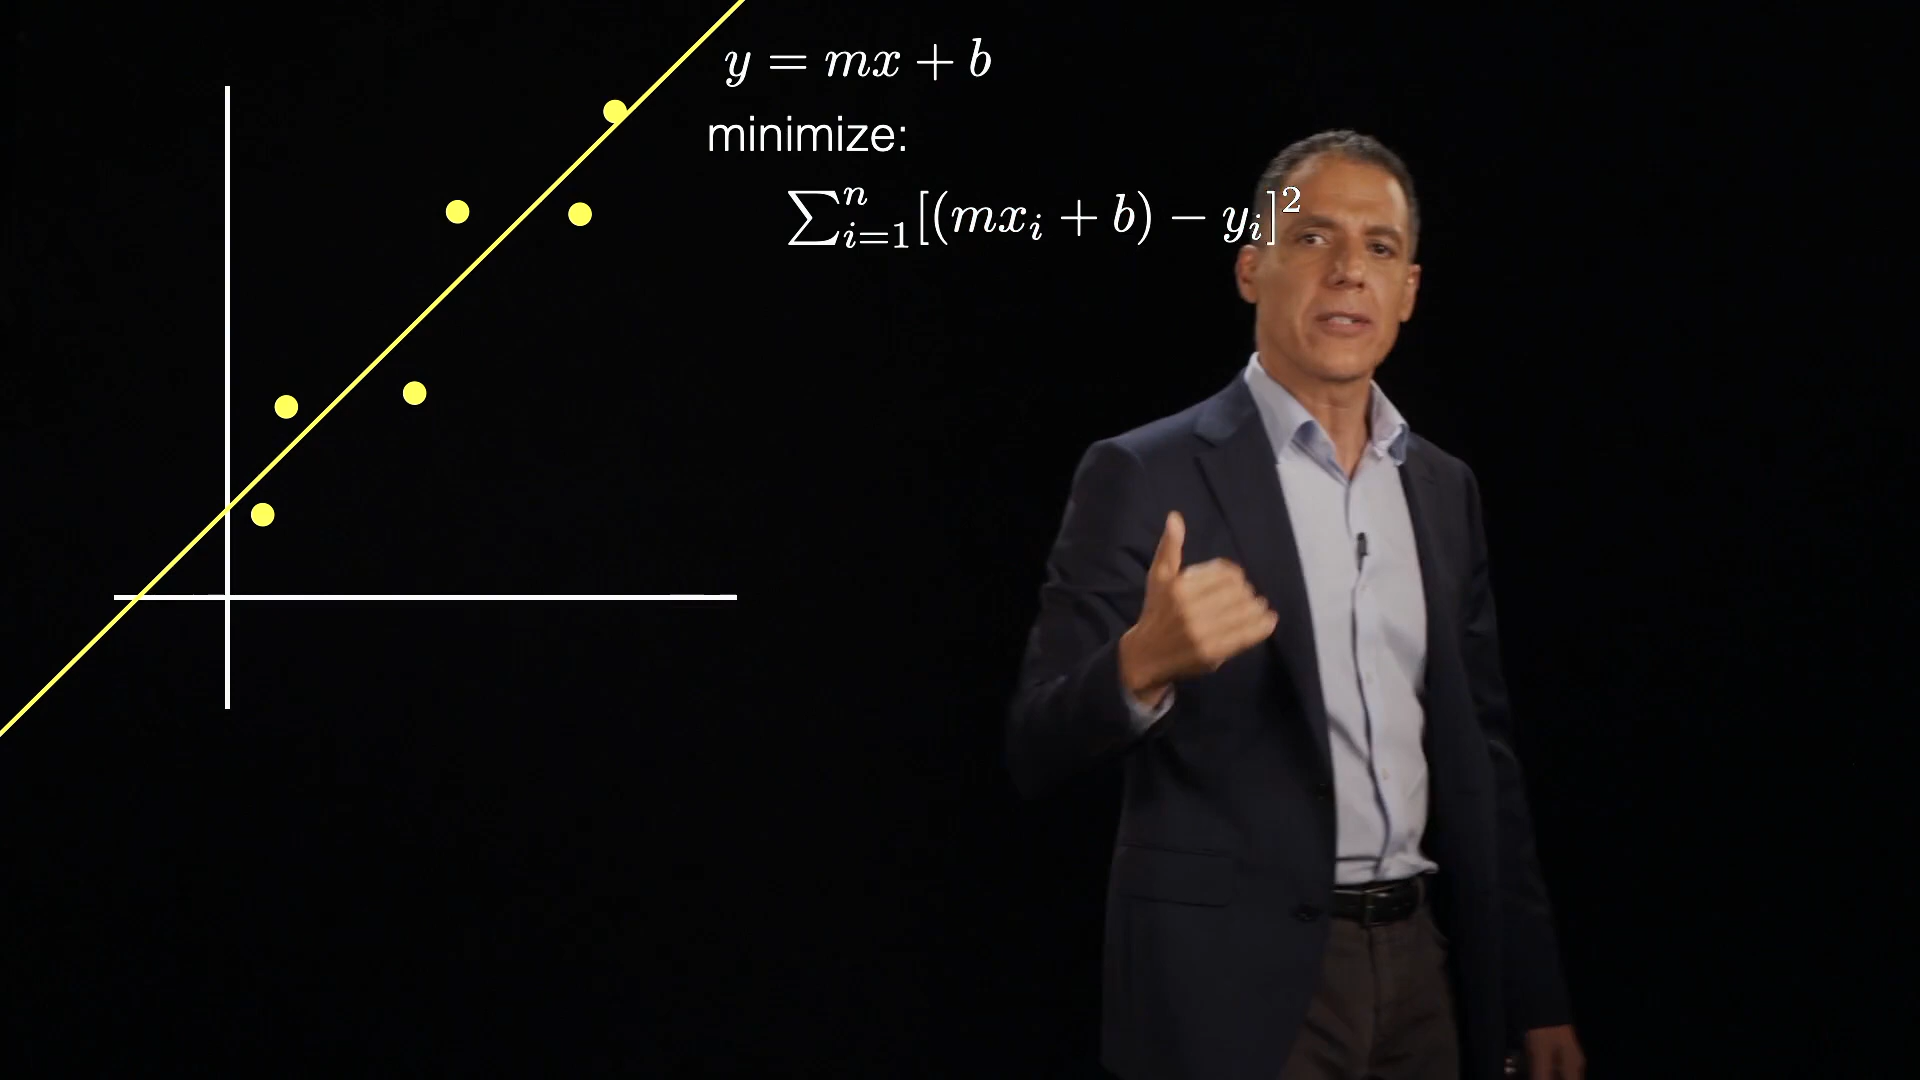 y = mx + b
minimize:
∑ⁿᵢ₌₁[(mxᵢ + b) − yᵢ]²